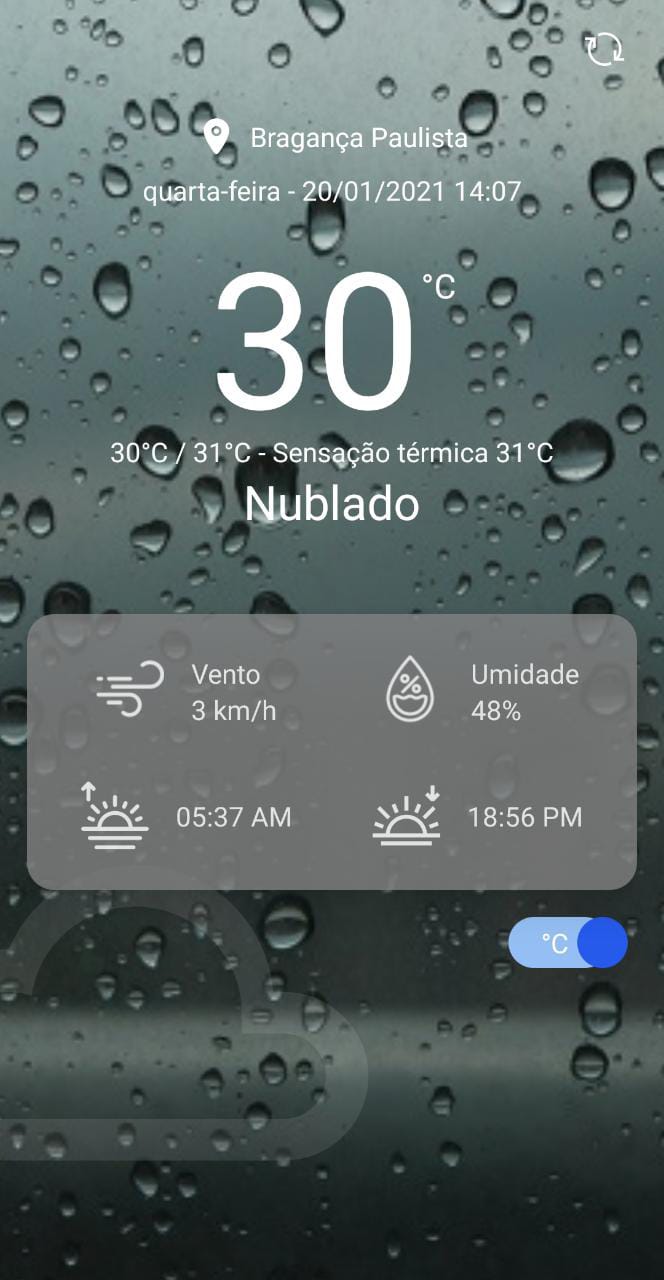 Bragança Paulista
quarta-feira - 20/01/2021 14:07
30 °C
30°C / 31°C - Sensação térmica 31°C
Nublado
Vento
3 km/h
Umidade
48%
05:37 AM
18:56 PM
°C